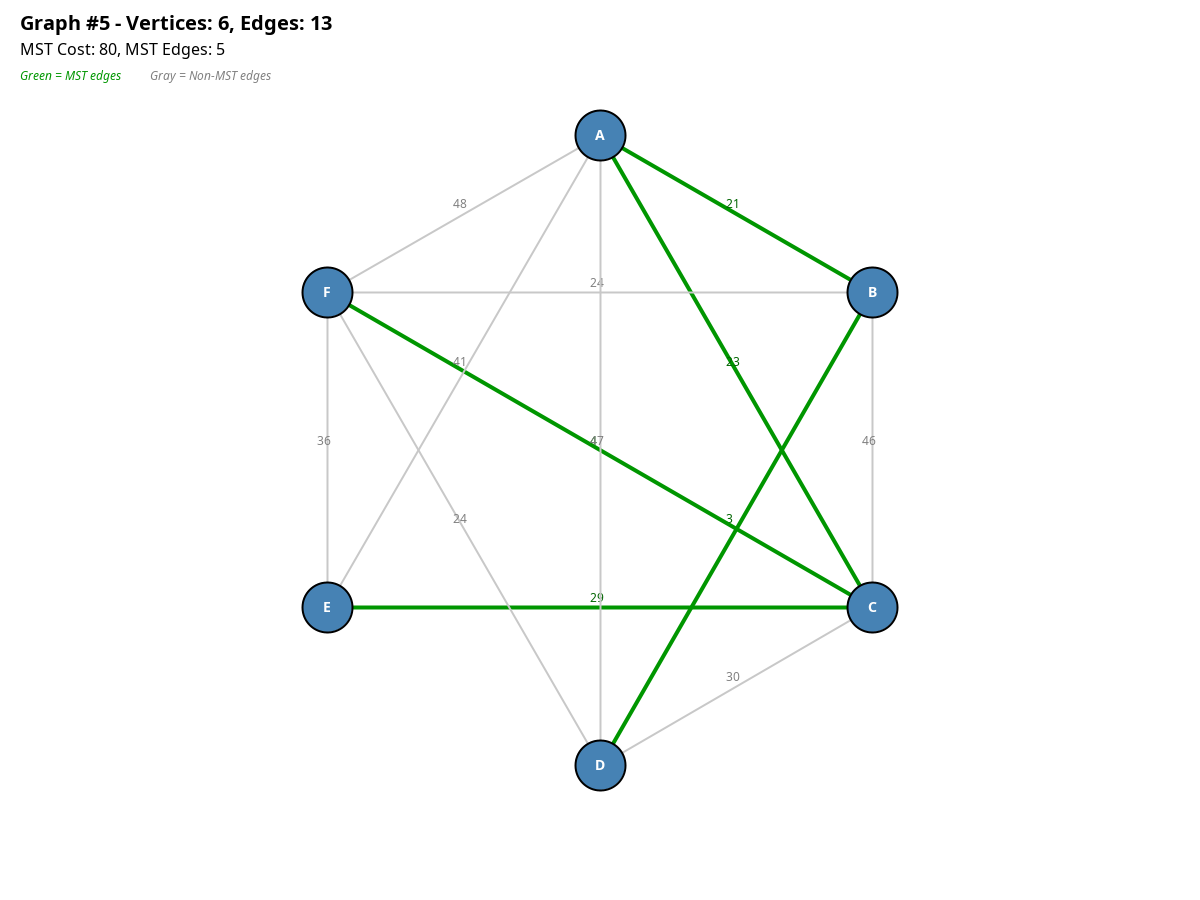 Graph #5 - Vertices: 6, Edges: 13
MST Cost: 80, MST Edges: 5
Green = MST edges Gray = Non-MST edges
A
48
21
24
F
B
41
23
36
47
46
24
3
29
E
C
30
D